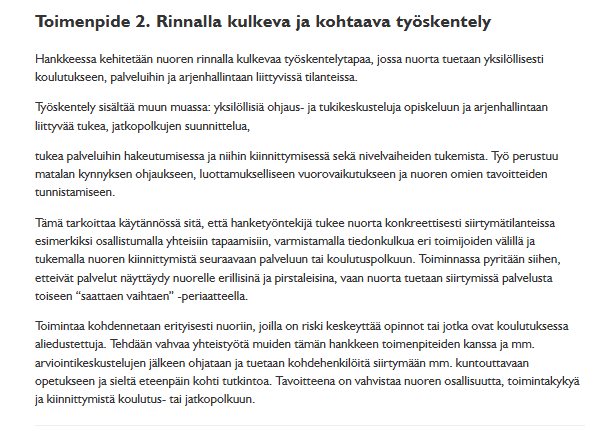 Toimenpide 2. Rinnalla kulkeva ja kohtaava työskentely
Hankkeessa kehitetään nuoren rinnalla kulkevaa työskentelytapaa, jossa nuorta tuetaan yksilöllisesti
koulutukseen, palveluihin ja arjenhallintaan liittyvissä tilanteissa.
Työskentely sisältää muun muassa: yksilöllisiä ohjaus- ja tukikeskusteluja opiskeluun ja arjenhallintaan
liittyvää tukea, jatkopolkujen suunnittelua,
tukea palveluihin hakeutumisessa ja niihin kiinnittymisessä sekä nivelvaiheiden tukemista. Työ perustuu
matalan kynnyksen ohjaukseen, luottamukselliseen vuorovaikutukseen ja nuoren omien tavoitteiden
tunnistamiseen.
Tämä tarkoittaa käytännössä sitä, että hanketyöntekijä tukee nuorta konkreettisesti siirtymätilanteissa
esimerkiksi osallistumalla yhteisiin tapaamisiin, varmistamalla tiedonkulkua eri toimijoiden välillä ja
tukemalla nuoren kiinnittymistä seuraavaan palveluun tai koulutuspolkuun. Toiminnassa pyritään siihen,
etteivät palvelut näyttäydy nuorelle erillisinä ja pirstaleisina, vaan nuorta tuetaan siirtymissä palvelusta
toiseen “saattaen vaihtaen” -periaatteella.
Toimintaa kohdennetaan erityisesti nuoriin, joilla on riski keskeyttää opinnot tai jotka ovat koulutuksessa
aliedustettuja. Tehdään vahvaa yhteistyötä muiden tämän hankkeen toimenpiteiden kanssa ja mm.
arviointikeskustelujen jälkeen ohjataan ja tuetaan kohdehenkilöitä siirtymään mm. kuntouttavaan
opetukseen ja sieltä eteenpäin kohti tutkintoa. Tavoitteena on vahvistaa nuoren osallisuutta, toimintakykyä
ja kiinnittymistä koulutus- tai jatkopolkuun.